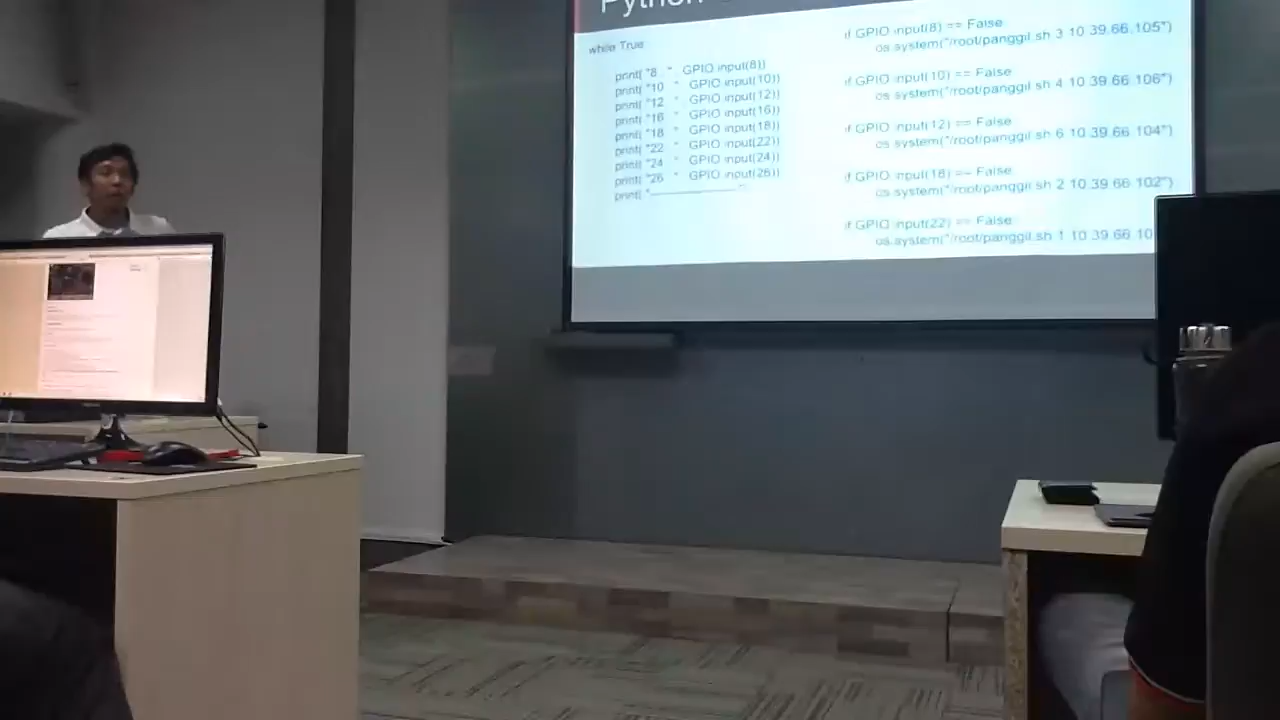 Python
while True
print( "8 " GPIO input(8))
print( "10 " GPIO input(10))
print( "12 " GPIO input(12))
print( "16 " GPIO input(16))
print( "18 " GPIO input(18))
print( "22 " GPIO input(22))
print( "24 " GPIO input(24))
print( "26 " GPIO input(26))
print( "--------------------"
if GPIO input(8) == False
os.system("/root/panggil.sh 3 10.39.66.105")
if GPIO input(10) == False
os.system("/root/panggil.sh 4 10.39.66.106")
if GPIO input(12) == False
os.system("/root/panggil.sh 6 10.39.66.104")
if GPIO input(18) == False
os.system("/root/panggil.sh 2 10.39.66.102")
if GPIO input(22) == False:
os.system("/root/panggil.sh 1 10.39.66.10